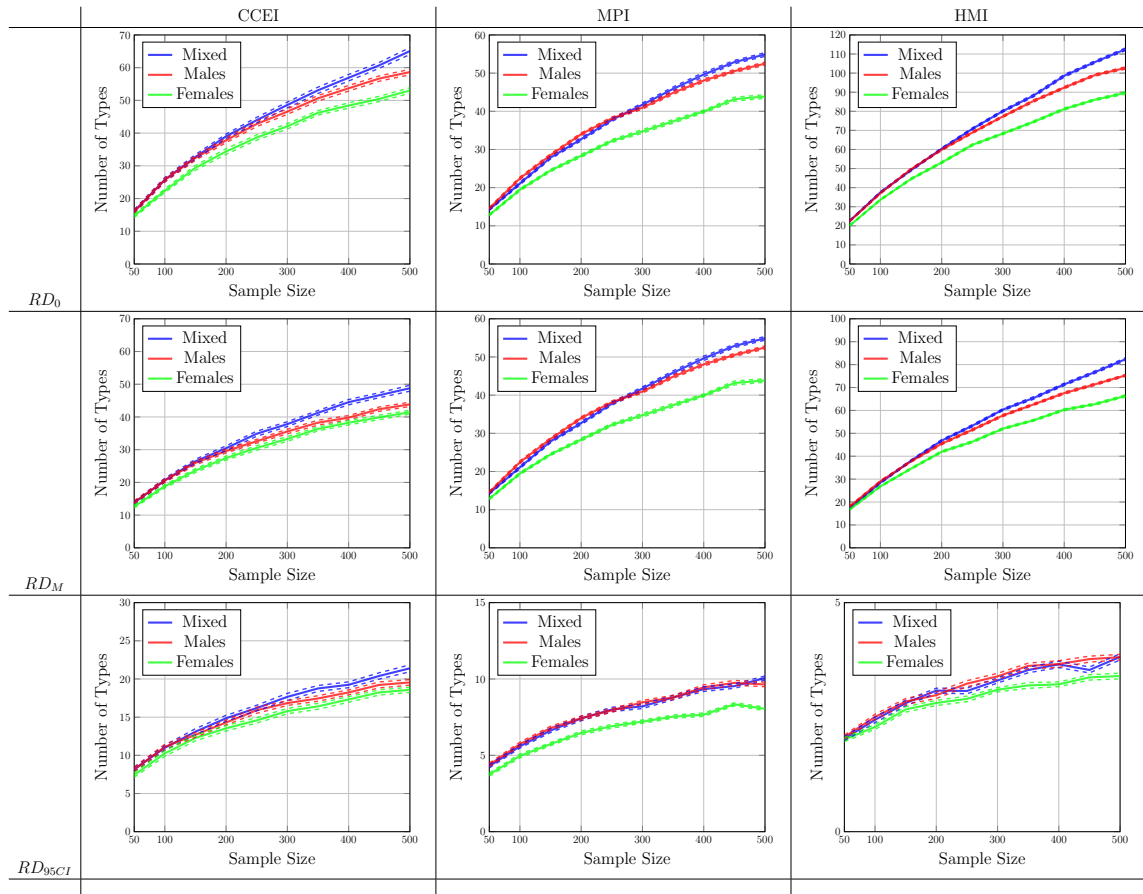 CCEI MPI HMI
RD0
Number of Types
0 10 20 30 40 50 60 70
50 100 200 300 400 500
Sample Size
Mixed
Males
Females
Number of Types
0 10 20 30 40 50 60
50 100 200 300 400 500
Sample Size
Mixed
Males
Females
Number of Types
0 10 20 30 40 50 60 70 80 90 100 110 120
50 100 200 300 400 500
Sample Size
Mixed
Males
Females
RDM
Number of Types
0 10 20 30 40 50 60 70
50 100 200 300 400 500
Sample Size
Mixed
Males
Females
Number of Types
0 10 20 30 40 50 60
50 100 200 300 400 500
Sample Size
Mixed
Males
Females
Number of Types
0 10 20 30 40 50 60 70 80 90 100
50 100 200 300 400 500
Sample Size
Mixed
Males
Females
RD95CI
Number of Types
0 5 10 15 20 25 30
50 100 200 300 400 500
Sample Size
Mixed
Males
Females
Number of Types
0 5 10 15
50 100 200 300 400 500
Sample Size
Mixed
Males
Females
Number of Types
0 5
50 100 200 300 400 500
Sample Size
Mixed
Males
Females